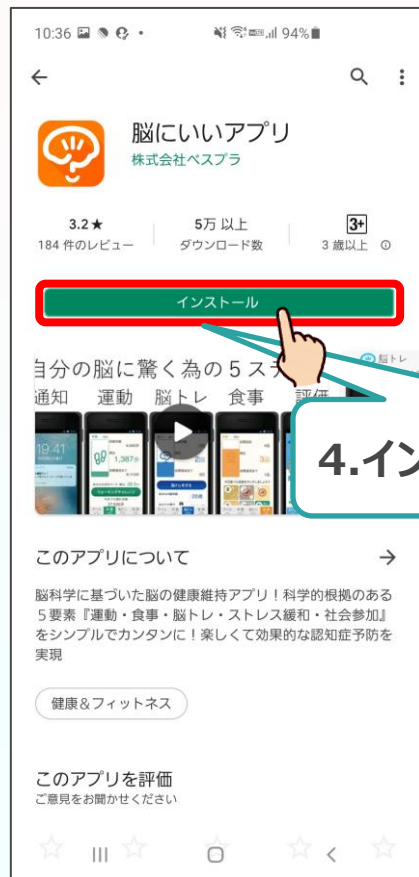 10:36
94%
脳にいいアプリ
株式会社べスプラ
3.2★
5万 以上
3+
184 件のレビュー
ダウンロード数
3 歳以上
インストール
脳トレ
自分の脳に驚く為の5ステ
通知 運動 脳トレ 食事 評価
19:41
1,387
4.イン
このアプリについて
脳科学に基づいた脳の健康維持アプリ！科学的根拠のある
５要素『運動・食事・脳トレ・ストレス緩和・社会参加』
をシンプルでカンタンに！楽しくて効果的な認知症予防を
実現
健康＆フィットネス
このアプリを評価
ご意見をお聞かせください